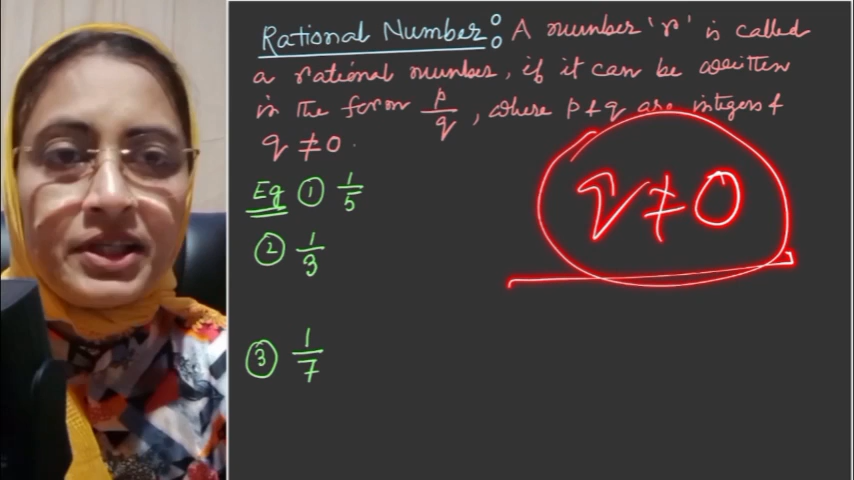 Rational Number: A number 'r' is called
a rational number, if it can be written
in the form p/q, where p & q are integers &
q ≠ 0.
q ≠ 0
Eg ① 1/5
② 1/3
③ 1/7